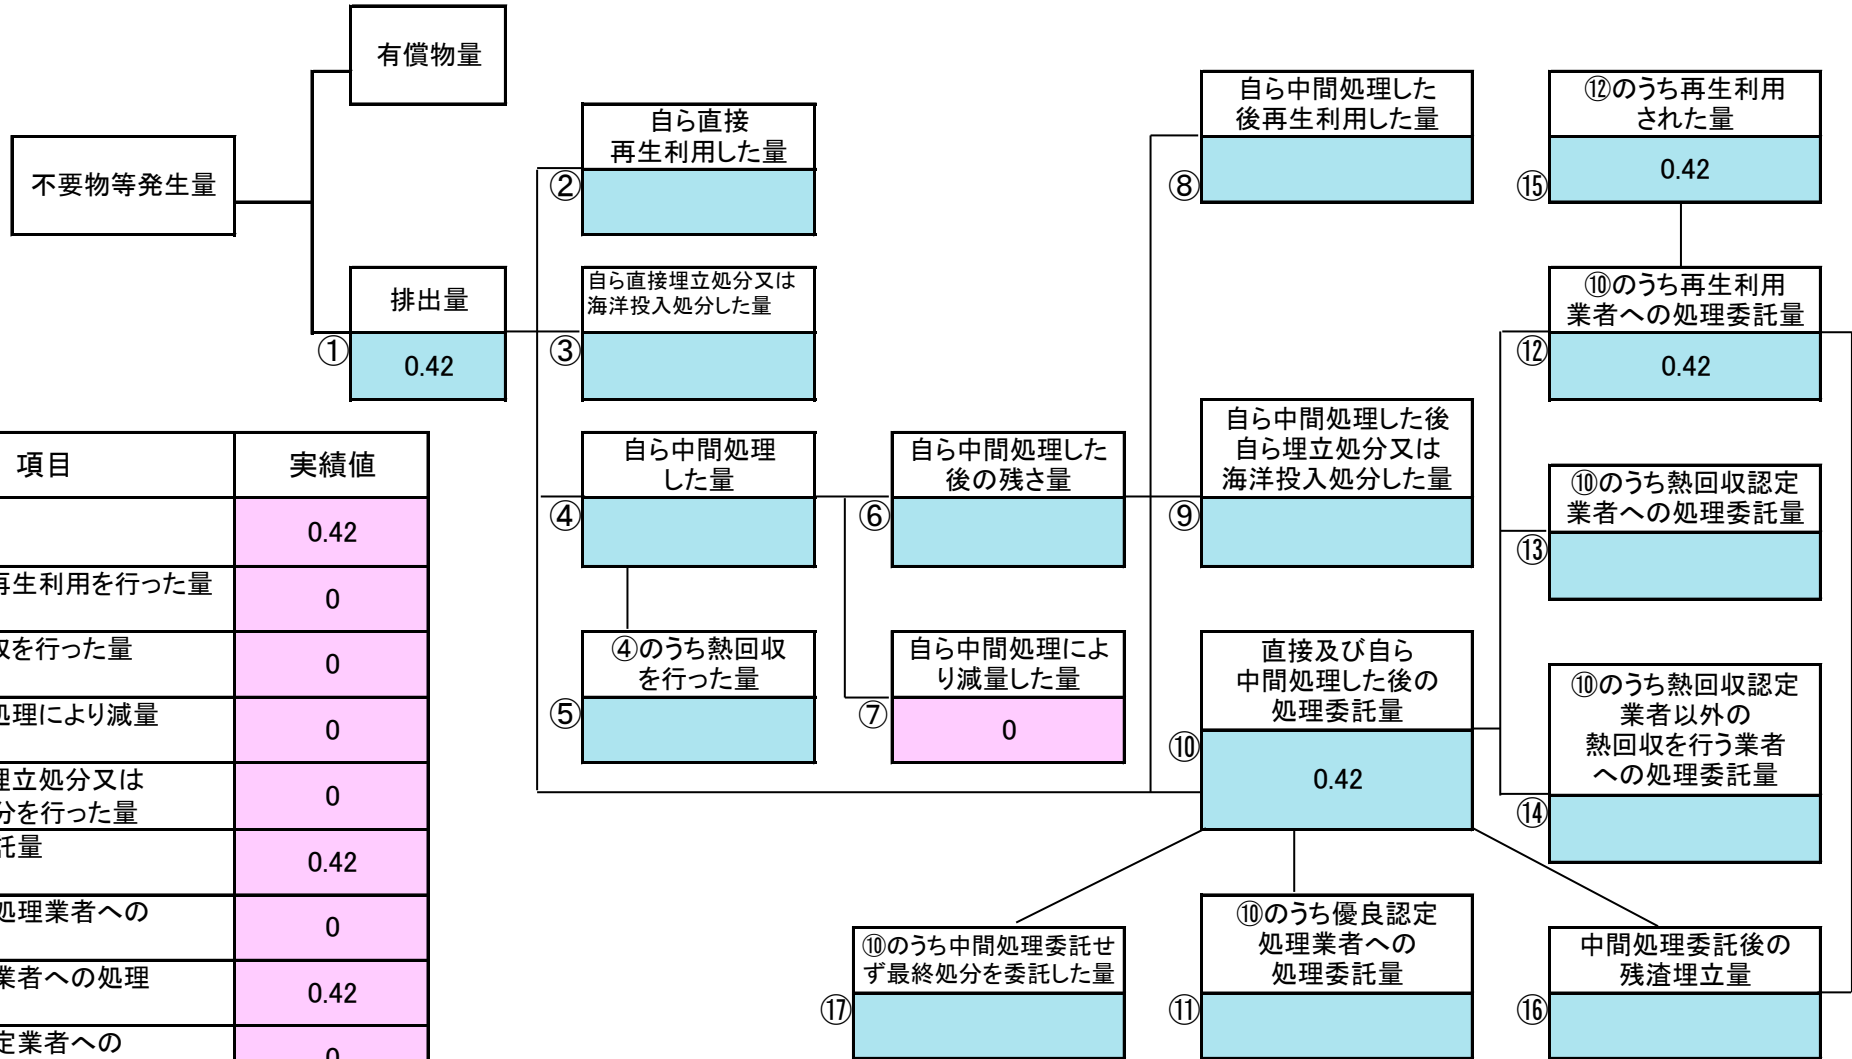 有償物量
不要物等発生量
排出量
①
0.42
自ら直接
再生利用した量
②
自ら直接埋立処分又は
海洋投入処分した量
③
自ら中間処理
した量
④
④のうち熱回収
を行った量
⑤
自ら中間処理した
後の残さ量
⑥
自ら中間処理によ
り減量した量
⑦
0
自ら中間処理した
後再生利用した量
⑧
自ら中間処理した後
自ら埋立処分又は
海洋投入処分した量
⑨
直接及び自ら
中間処理した後の
処理委託量
⑩
0.42
⑫のうち再生利用
された量
⑮
0.42
⑩のうち再生利用
業者への処理委託量
⑫
0.42
⑩のうち熱回収認定
業者への処理委託量
⑬
⑩のうち熱回収認定
業者以外の
熱回収を行う業者
への処理委託量
⑭
⑩のうち中間処理委託せ
ず最終処分を委託した量
⑰
⑩のうち優良認定
処理業者への
処理委託量
⑪
中間処理委託後の
残渣埋立量
⑯
項目 実績値
0.42
再生利用を行った量 0
を行った量 0
処理により減量 0
埋立処分又は
分を行った量 0
託量 0.42
処理業者への 0
業者への処理 0.42
定業者への 0